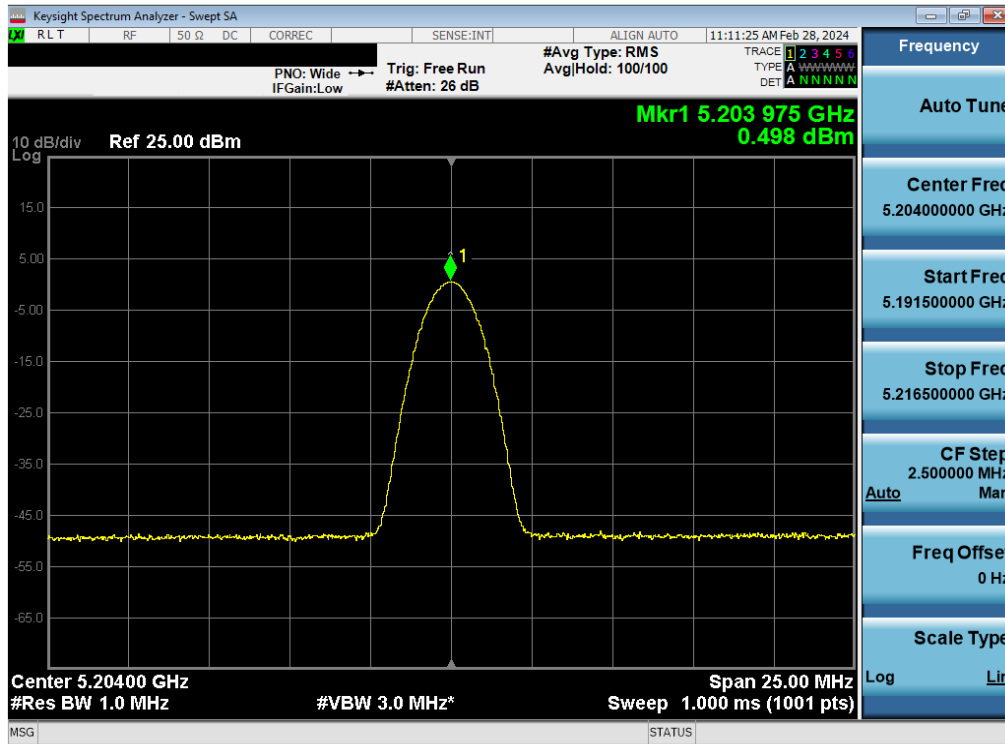 Keysight Spectrum Analyzer - Swept SA
LXI RLT RF 50 Ω DC CORREC SENSE:INT ALIGN AUTO 11:11:25 AM Feb 28, 2024
PNO: Wide Trig: Free Run #Avg Type: RMS TRACE 1 2 3 4 5 6
IFGain:Low #Atten: 26 dB Avg|Hold: 100/100 TYPE A WWWWW
DET A N N N N N
Mkr1 5.203 975 GHz
0.498 dBm
10 dB/div Ref 25.00 dBm
Log
15.0
1
5.00
-5.00
-15.0
-25.0
-35.0
-45.0
-55.0
-65.0
Center 5.20400 GHz Span 25.00 MHz
#Res BW 1.0 MHz #VBW 3.0 MHz* Sweep 1.000 ms (1001 pts)
MSG STATUS
Frequency
Auto Tune
Center Freq
5.204000000 GHz
Start Freq
5.191500000 GHz
Stop Freq
5.216500000 GHz
CF Step
2.500000 MHz
Auto Man
Freq Offset
0 Hz
Scale Type
Log Lin